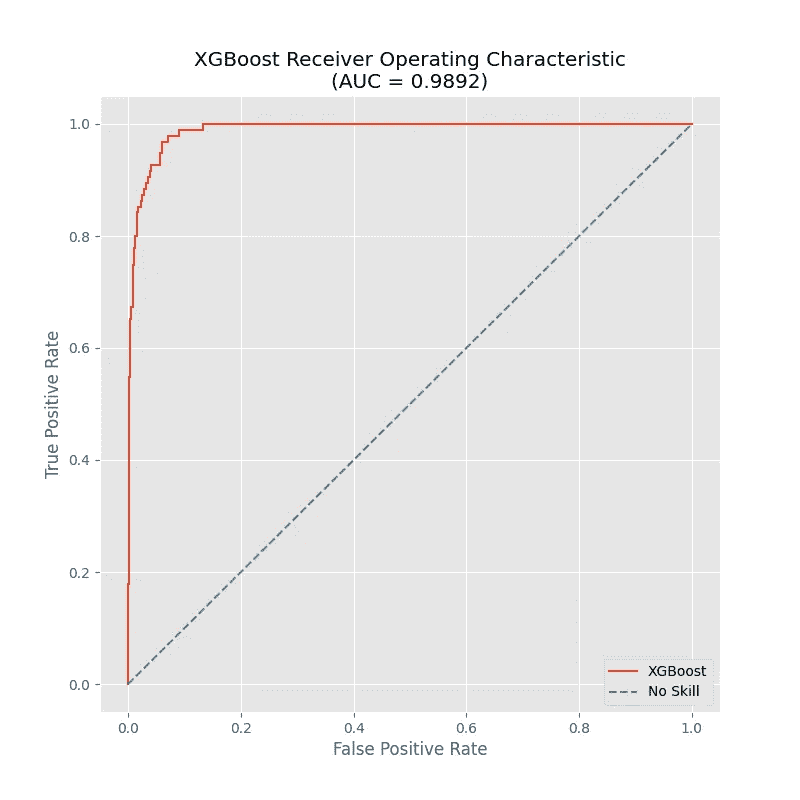 XGBoost Receiver Operating Characteristic
(AUC = 0.9892)
1.0
0.8
0.6
0.4
0.2
0.0
True Positive Rate
XGBoost
No Skill
0.0 0.2 0.4 0.6 0.8 1.0
False Positive Rate